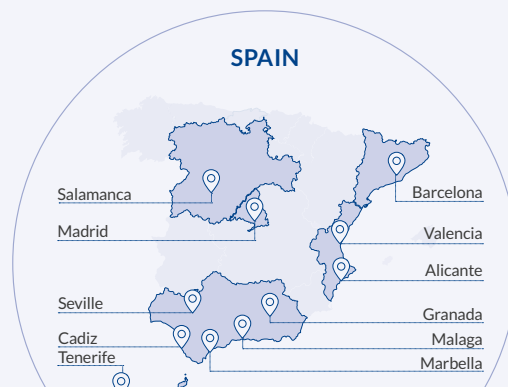 SPAIN
Salamanca
Barcelona
Madrid
Valencia
Alicante
Seville
Granada
Cadiz
Malaga
Tenerife
Marbella